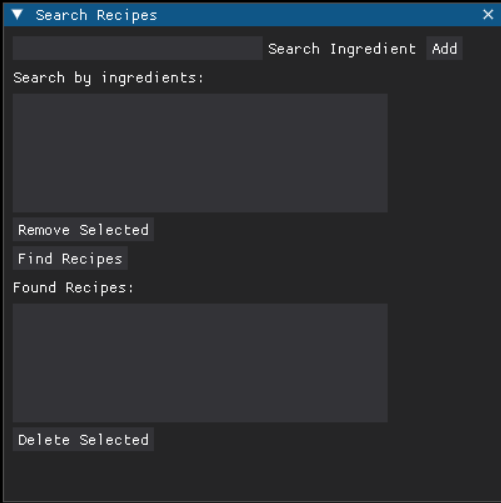 Search Recipes
Search Ingredient Add
Search by ingredients:
Remove Selected
Find Recipes
Found Recipes:
Delete Selected